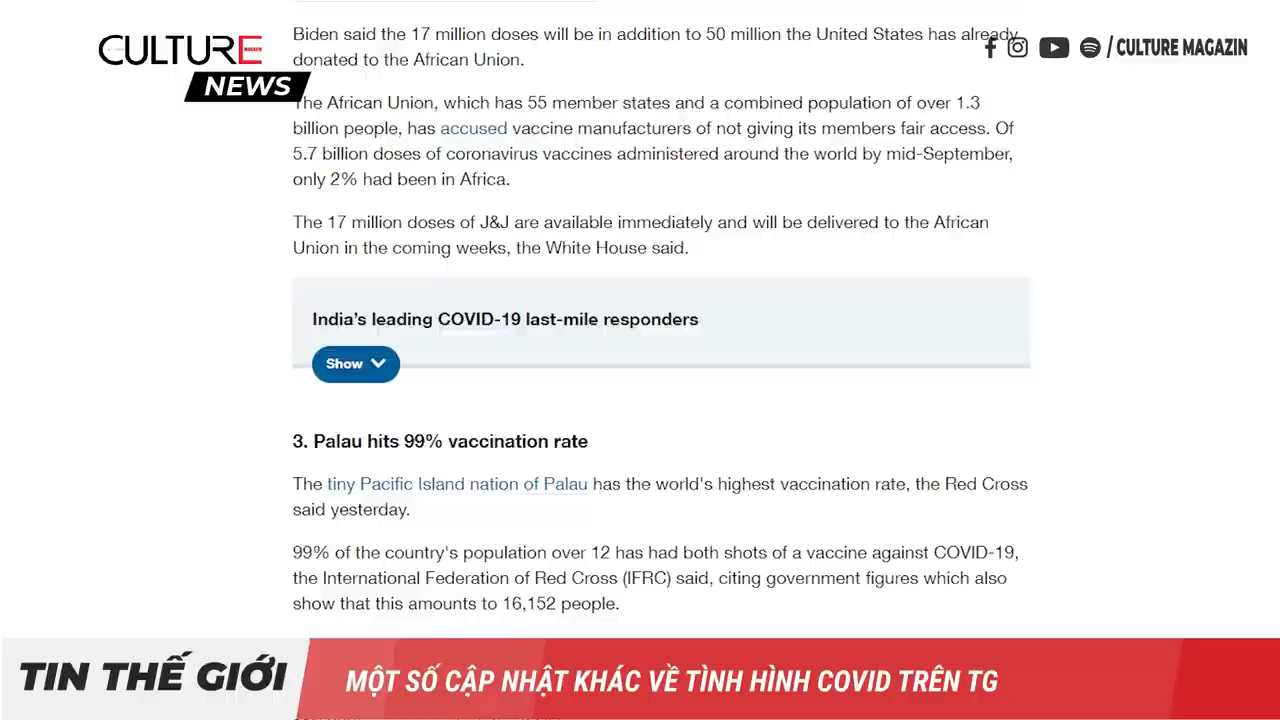 Biden said the 17 million doses will be in addition to 50 million the United States has already
donated to the African Union.
CULTURE
NEWS
/ CULTURE MAGAZIN
The African Union, which has 55 member states and a combined population of over 1.3
billion people, has accused vaccine manufacturers of not giving its members fair access. Of
5.7 billion doses of coronavirus vaccines administered around the world by mid-September,
only 2% had been in Africa.
The 17 million doses of J&J are available immediately and will be delivered to the African
Union in the coming weeks, the White House said.
India’s leading COVID-19 last-mile responders
Show
3. Palau hits 99% vaccination rate
The tiny Pacific Island nation of Palau has the world's highest vaccination rate, the Red Cross
said yesterday.
99% of the country's population over 12 has had both shots of a vaccine against COVID-19,
the International Federation of Red Cross (IFRC) said, citing government figures which also
show that this amounts to 16,152 people.
TIN THẾ GIỚI
MỘT SỐ CẬP NHẬT KHÁC VỀ TÌNH HÌNH COVID TRÊN TG